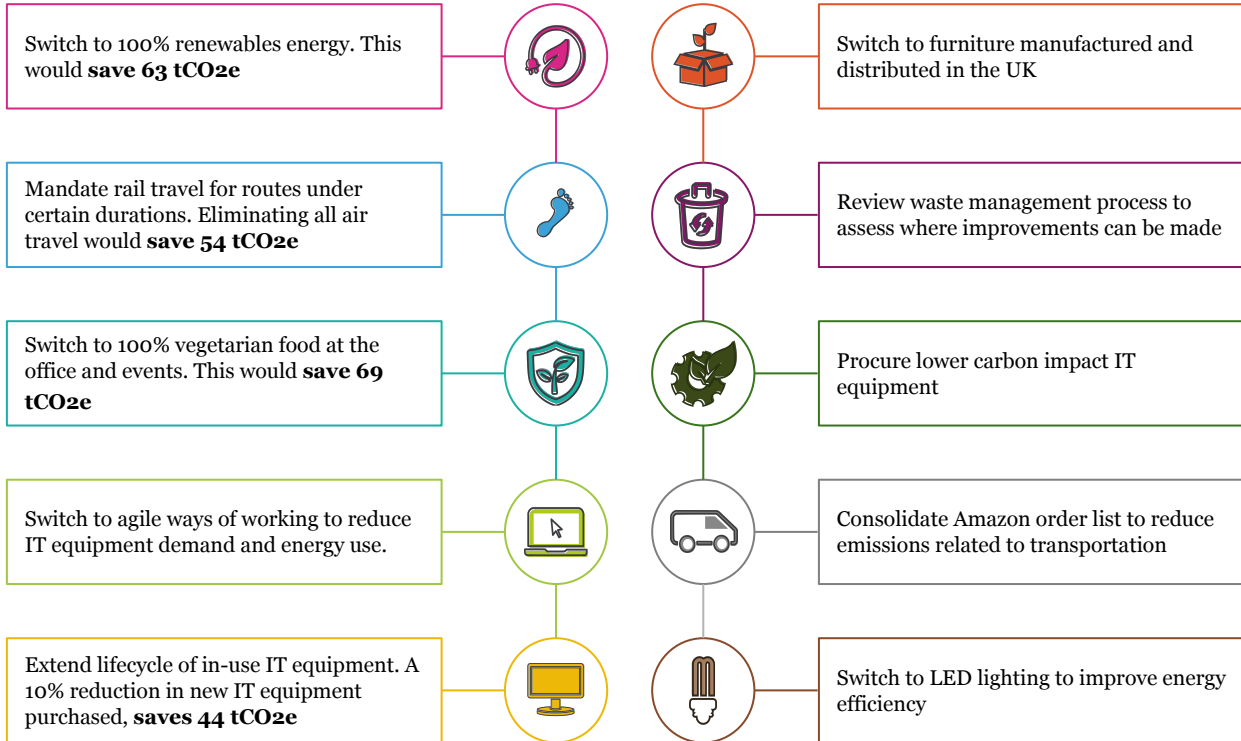 Switch to 100% renewables energy. This
would save 63 tCO2e
Mandate rail travel for routes under
certain durations. Eliminating all air
travel would save 54 tCO2e
Switch to 100% vegetarian food at the
office and events. This would save 69
tCO2e
Switch to agile ways of working to reduce
IT equipment demand and energy use.
Extend lifecycle of in-use IT equipment. A
10% reduction in new IT equipment
purchased, saves 44 tCO2e
Switch to furniture manufactured and
distributed in the UK
Review waste management process to
assess where improvements can be made
Procure lower carbon impact IT
equipment
Consolidate Amazon order list to reduce
emissions related to transportation
Switch to LED lighting to improve energy
efficiency